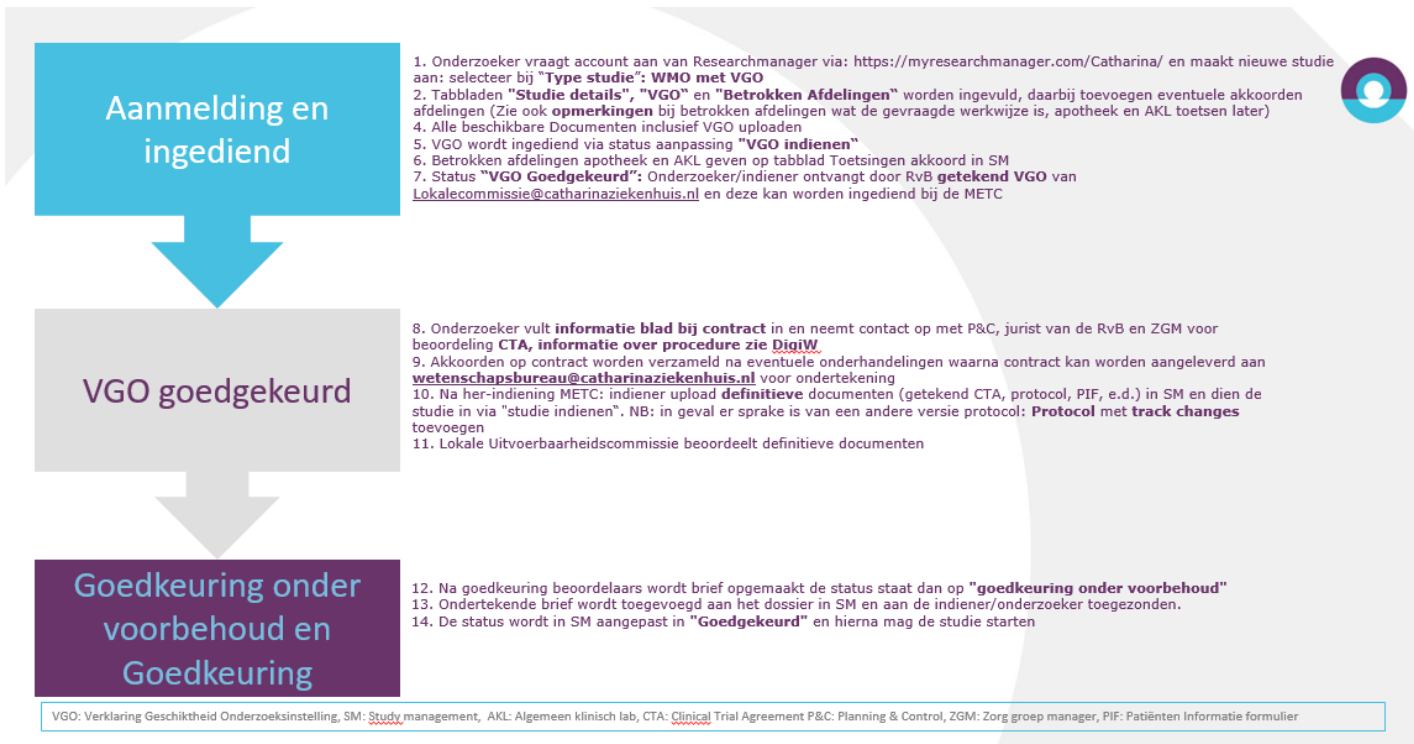 Aanmelding en
ingediend
1. Onderzoeker vraagt account aan van Researchmanager via: https://myresearchmanager.com/Catharina/ en maakt nieuwe studie
aan: selecteer bij “Type studie”: WMO met VGO
2. Tabbladen "Studie details", "VGO“ en "Betrokken Afdelingen“ worden ingevuld, daarbij toevoegen eventuele akkoorden
afdelingen (Zie ook opmerkingen bij betrokken afdelingen wat de gevraagde werkwijze is, apotheek en AKL toetsen later)
4. Alle beschikbare Documenten inclusief VGO uploaden
5. VGO wordt ingediend via status aanpassing "VGO indienen“
6. Betrokken afdelingen apotheek en AKL geven op tabblad Toetsingen akkoord in SM
7. Status “VGO Goedgekeurd”: Onderzoeker/indiener ontvangt door RvB getekend VGO van
Lokalecommissie@catharinaziekenhuis.nl en deze kan worden ingediend bij de METC
VGO goedgekeurd
8. Onderzoeker vult informatie blad bij contract in en neemt contact op met P&C, jurist van de RvB en ZGM voor
beoordeling CTA, informatie over procedure zie DigiW
9. Akkoorden op contract worden verzameld na eventuele onderhandelingen waarna contract kan worden aangeleverd aan
wetenschapsbureau@catharinaziekenhuis.nl voor ondertekening
10. Na her-indiening METC: indiener upload definitieve documenten (getekend CTA, protocol, PIF, e.d.) in SM en dien de
studie in via "studie indienen“. NB: in geval er sprake is van een andere versie protocol: Protocol met track changes
toevoegen
11. Lokale Uitvoerbaarheidscommissie beoordeelt definitieve documenten
Goedkeuring onder
voorbehoud en
Goedkeuring
12. Na goedkeuring beoordelaars wordt brief opgemaakt de status staat dan op "goedkeuring onder voorbehoud"
13. Ondertekende brief wordt toegevoegd aan het dossier in SM en aan de indiener/onderzoeker toegezonden.
14. De status wordt in SM aangepast in "Goedgekeurd" en hierna mag de studie starten
VGO: Verklaring Geschiktheid Onderzoeksinstelling, SM: Study management, AKL: Algemeen klinisch lab, CTA: Clinical Trial Agreement P&C: Planning & Control, ZGM: Zorg groep manager, PIF: Patiënten Informatie formulier